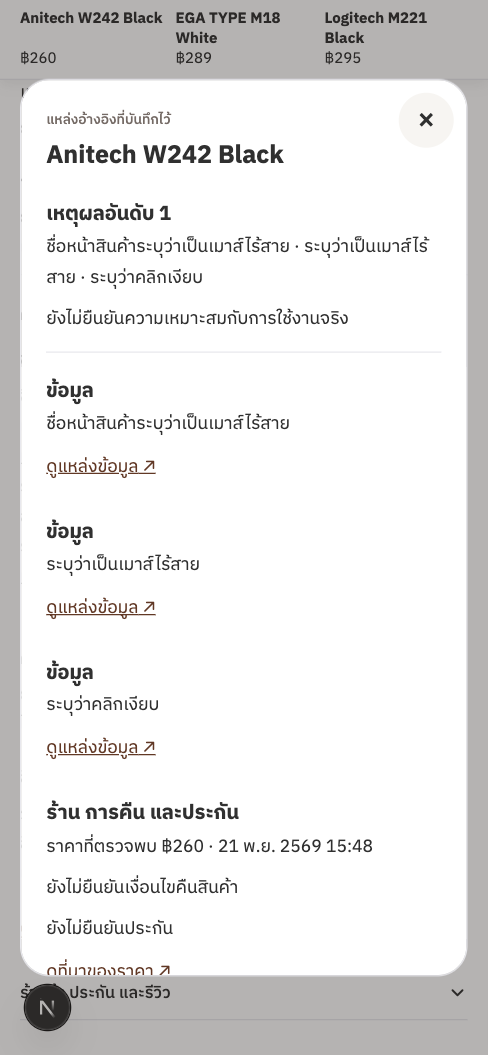 Anitech W242 Black
EGA TYPE M18
White
Logitech M221
Black
฿260
฿289
฿295
แหล่งอ้างอิงที่บันทึกไว้
Anitech W242 Black
เหตุผลอันดับ 1
ชื่อหน้าสินค้าระบุว่าเป็นเมาส์ไร้สาย · ระบุว่าเป็นเมาส์ไร้
สาย · ระบุว่าคลิกเงียบ
ยังไม่ยืนยันความเหมาะสมกับการใช้งานจริง
ข้อมูล
ชื่อหน้าสินค้าระบุว่าเป็นเมาส์ไร้สาย
ดูแหล่งข้อมูล ↗
ข้อมูล
ระบุว่าเป็นเมาส์ไร้สาย
ดูแหล่งข้อมูล ↗
ข้อมูล
ระบุว่าคลิกเงียบ
ดูแหล่งข้อมูล ↗
ร้าน การคืน และประกัน
ราคาที่ตรวจพบ ฿260 · 21 พ.ย. 2569 15:48
ยังไม่ยืนยันเงื่อนไขคืนสินค้า
ยังไม่ยืนยันประกัน
ดูที่มาของราคา ↗
ประกัน และรีวิว
N